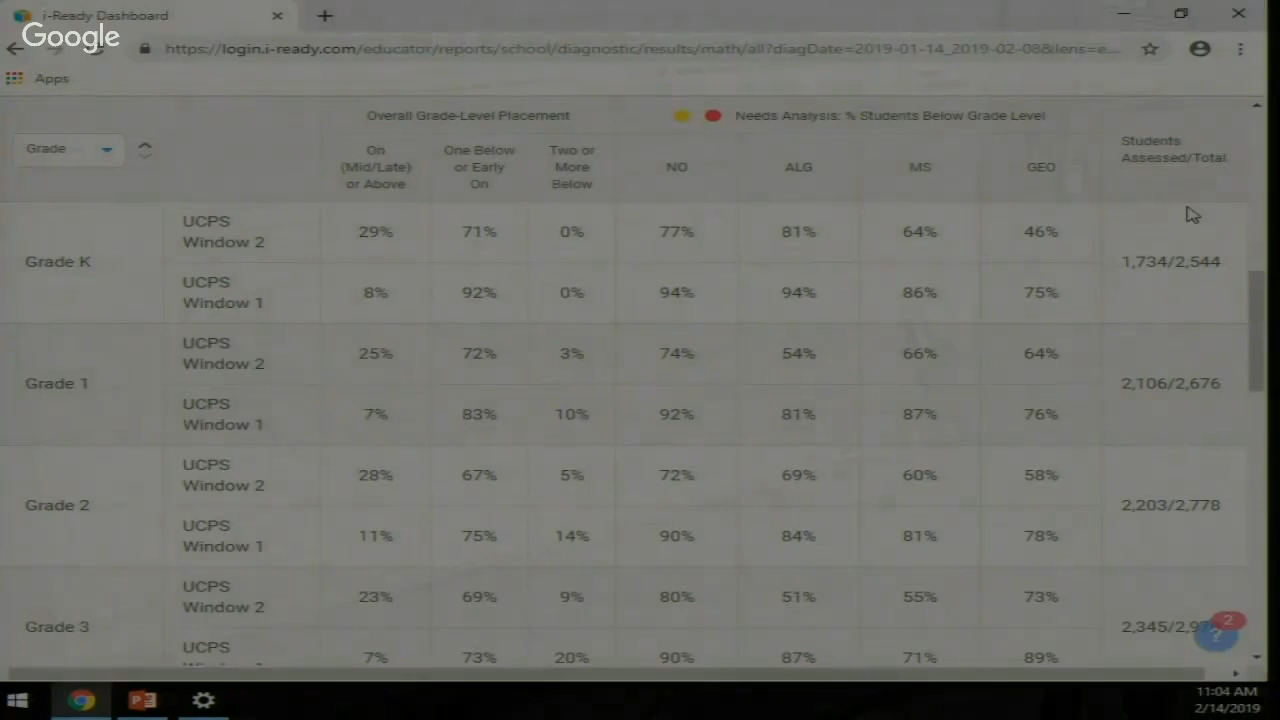 i-Ready Dashboard
Google
https://login.i-ready.com/educator/reports/school/diagnostic/results/math/all?diagDate=2019-01-14_2019-02-08&lens=e...
Apps
Overall Grade-Level Placement
Needs Analysis: % Students Below Grade Level
Grade
On (Mid/Late) or Above
One Below or Early On
Two or More Below
NO
ALG
MS
GEO
Students Assessed/Total
Grade K
UCPS Window 2 29% 71% 0% 77% 81% 64% 46%
1,734/2,544
UCPS Window 1 8% 92% 0% 94% 94% 86% 75%
Grade 1
UCPS Window 2 25% 72% 3% 74% 54% 66% 64%
2,106/2,676
UCPS Window 1 7% 83% 10% 92% 81% 87% 76%
Grade 2
UCPS Window 2 28% 67% 5% 72% 69% 60% 58%
2,203/2,778
UCPS Window 1 11% 75% 14% 90% 84% 81% 78%
Grade 3
UCPS Window 2 23% 69% 9% 80% 51% 55% 73%
2,345/
2
?
UCPS 7% 73% 20% 90% 87% 71% 89%
11:04 AM
2/14/2019